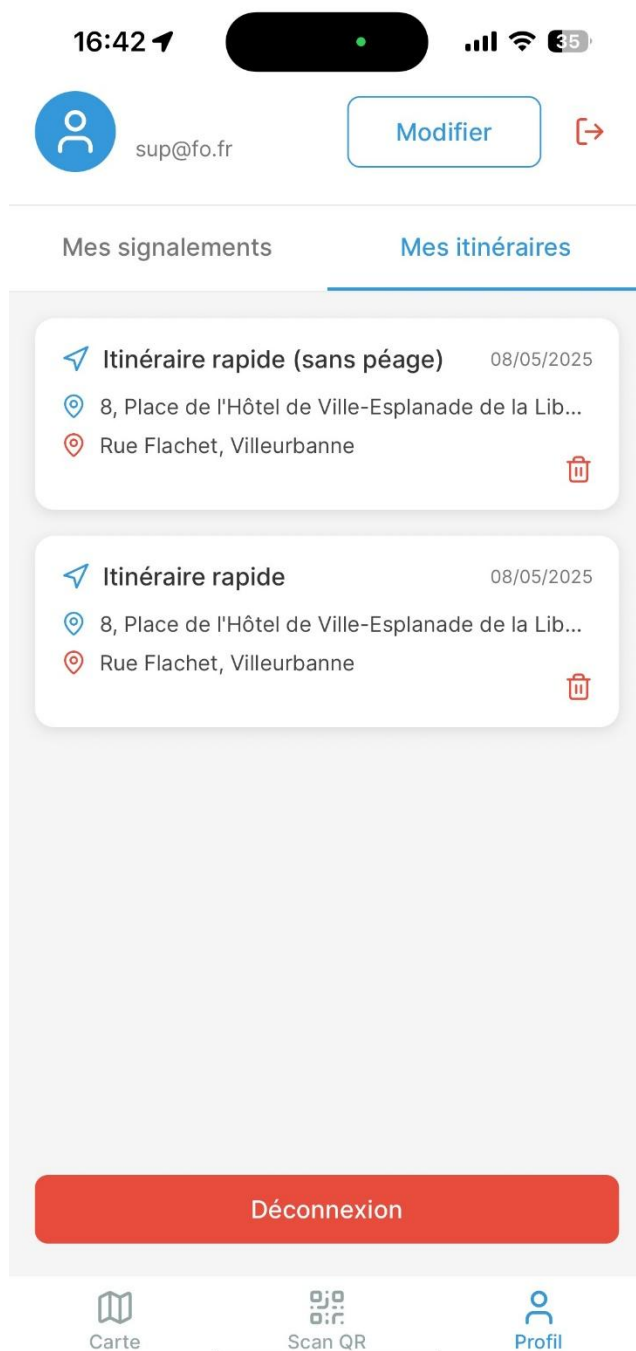 16:42
35
sup@fo.fr
Modifier
Mes signalements
Mes itinéraires
Itinéraire rapide (sans péage)
08/05/2025
8, Place de l'Hôtel de Ville-Esplanade de la Lib...
Rue Flachet, Villeurbanne
Itinéraire rapide
08/05/2025
8, Place de l'Hôtel de Ville-Esplanade de la Lib...
Rue Flachet, Villeurbanne
Déconnexion
Carte
Scan QR
Profil